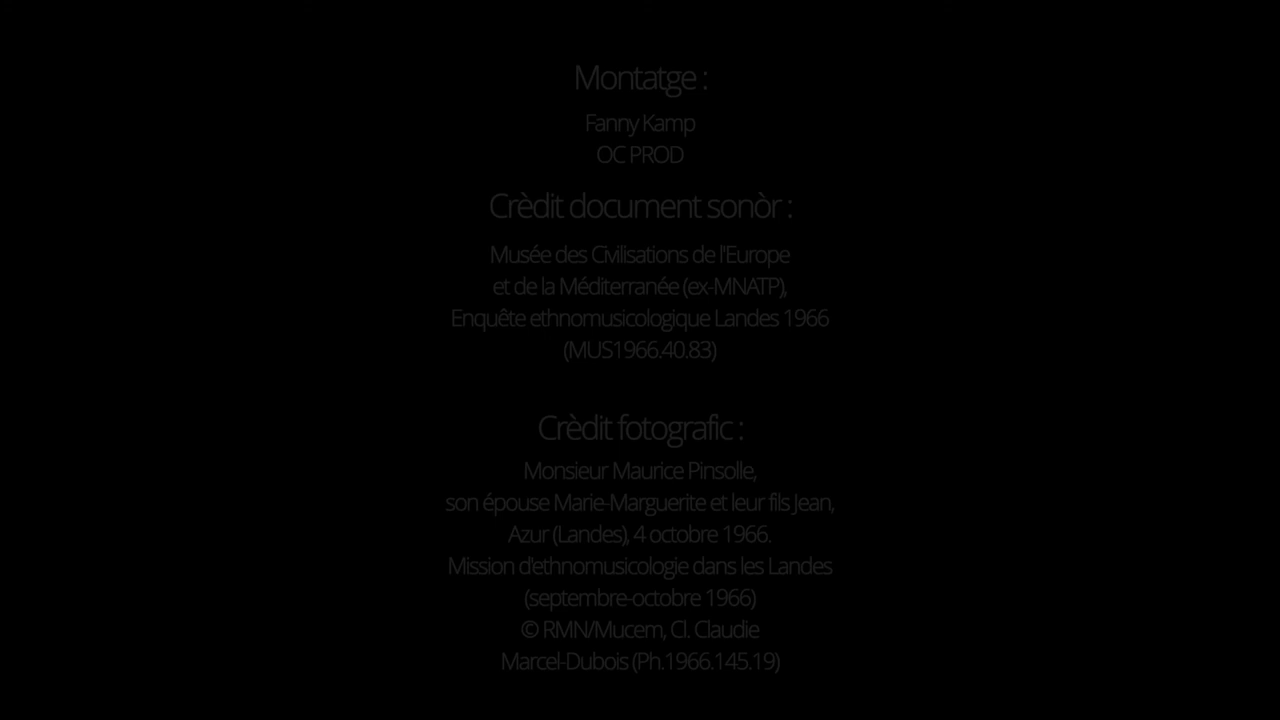 Montatge :
Fanny Kamp
OC PROD
Crèdit document sonòr :
Musée des Civilisations de l'Europe
et de la Méditerranée (ex-MNATP),
Enquête ethnomusicologique Landes 1966
(MUS1966.40.83)
Crèdit fotografic :
Monsieur Maurice Pinsolle,
son épouse Marie-Marguerite et leur fils Jean,
Azur (Landes), 4 octobre 1966.
Mission d'ethnomusicologie dans les Landes
(septembre-octobre 1966)
© RMN/Mucem, Cl. Claudie
Marcel-Dubois (Ph.1966.145.19)